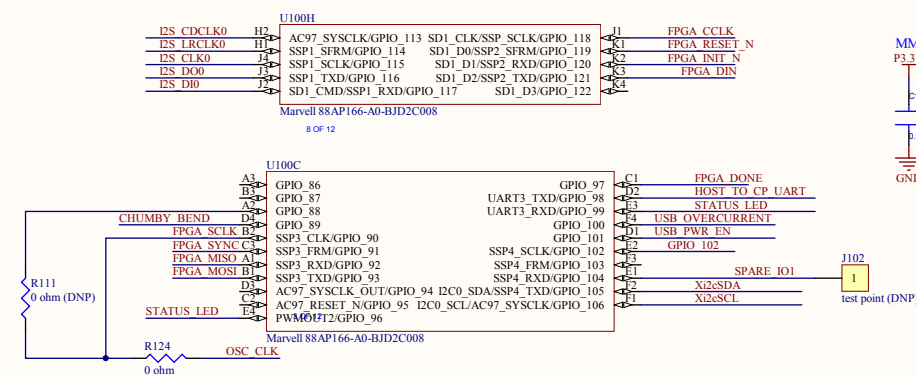 U100H
I2S_CDCLK0 H2 AC97_SYSCLK/GPIO_113 SD1_CLK/SSP_SCLK/GPIO_118 J1 FPGA_CCLK
I2S_LRCLK0 H1 SSP1_SFRM/GPIO_114 SD1_D0/SSP2_SFRM/GPIO_119 K1 FPGA_RESET_N
I2S_CLK0 J4 SSP1_SCLK/GPIO_115 SD1_D1/SSP2_RXD/GPIO_120 K2 FPGA_INIT_N
I2S_DO0 J3 SSP1_TXD/GPIO_116 SD1_D2/SSP2_TXD/GPIO_121 K3 FPGA_DIN
I2S_DI0 J2 SD1_CMD/SSP1_RXD/GPIO_117 SD1_D3/GPIO_122 K4
Marvell 88AP166-A0-BJD2C008
8 OF 12
MM
P3.3
GND
U100C
A3 GPIO_86 GPIO_97 C1 FPGA_DONE
B3 GPIO_87 UART3_TXD/GPIO_98 D2 HOST_TO_CP_UART
A2 GPIO_88 UART3_RXD/GPIO_99 E3 STATUS_LED
CHUMBY_BEND D4 GPIO_89 GPIO_100 F4 USB_OVERCURRENT
FPGA_SCLK B2 SSP3_CLK/GPIO_90 GPIO_101 D1 USB_PWR_EN
FPGA_SYNC C3 SSP3_FRM/GPIO_91 SSP4_SCLK/GPIO_102 E2 GPIO_102
FPGA_MISO A1 SSP3_RXD/GPIO_92 SSP4_FRM/GPIO_103 F3
FPGA_MOSI B1 SSP3_TXD/GPIO_93 SSP4_RXD/GPIO_104 E1 SPARE_IO1
D3 AC97_SYSCLK_OUT/GPIO_94 I2C0_SDA/SSP4_TXD/GPIO_105 F2 Xi2cSDA
C2 AC97_RESET_N/GPIO_95 I2C0_SCL/AC97_SYSCLK/GPIO_106 F1 Xi2cSCL
STATUS_LED E4 PWMOUT2/GPIO_96
Marvell 88AP166-A0-BJD2C008
J102
1
test point (DNP)
R111
0 ohm (DNP)
R124
0 ohm
OSC_CLK